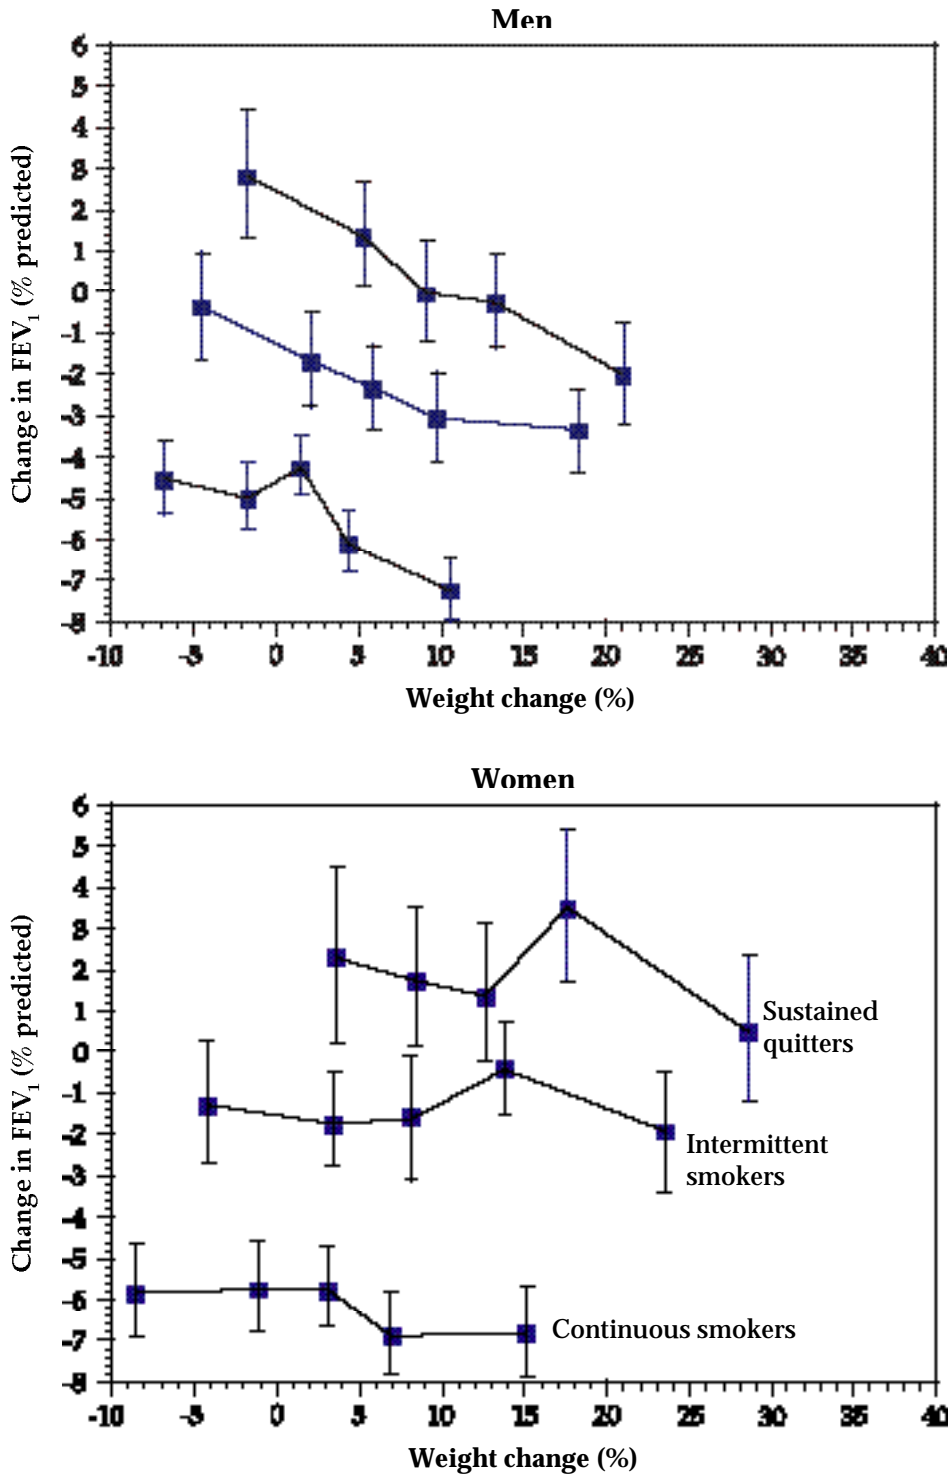 Men
Change in FEV1 (% predicted)
6
5
4
3
2
1
0
-1
-2
-3
-4
-5
-6
-7
-8
-10 -5 0 5 10 15 20 25 30 35 40
Weight change (%)
Women
Change in FEV1 (% predicted)
6
5
4
3
2
1
0
-1
-2
-3
-4
-5
-6
-7
-8
Sustained
quitters
Intermittent
smokers
Continuous smokers
-10 -5 0 5 10 15 20 25 30 35 40
Weight change (%)